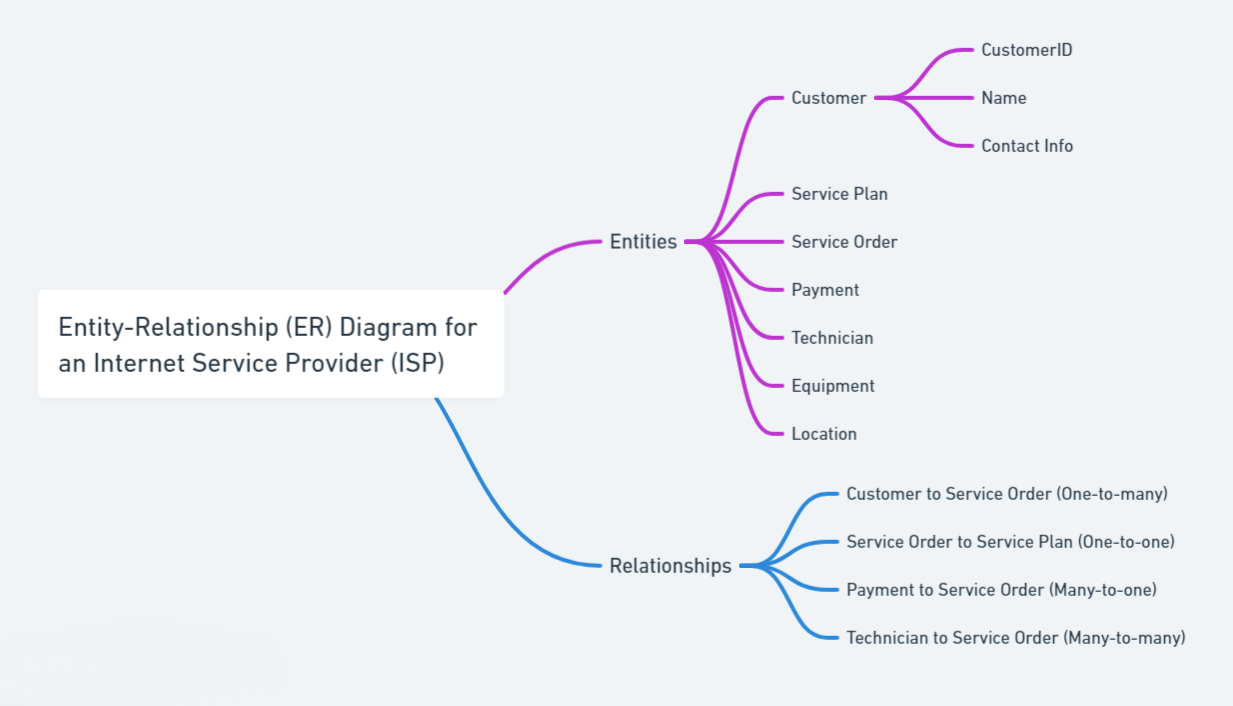 Entity-Relationship (ER) Diagram for
an Internet Service Provider (ISP)
Entities
Customer
CustomerID
Name
Contact Info
Service Plan
Service Order
Payment
Technician
Equipment
Location
Relationships
Customer to Service Order (One-to-many)
Service Order to Service Plan (One-to-one)
Payment to Service Order (Many-to-one)
Technician to Service Order (Many-to-many)